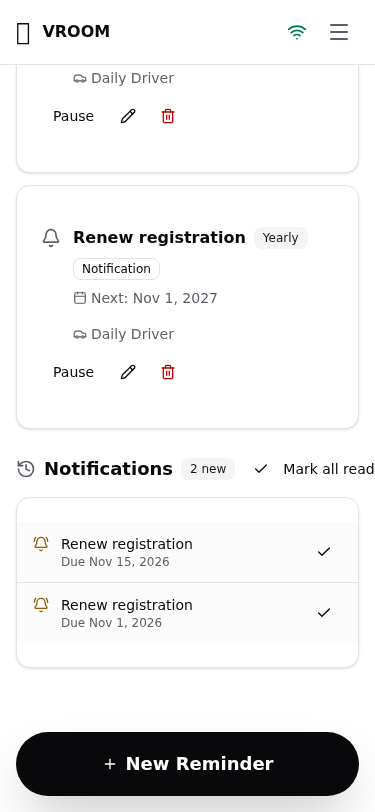 VROOM
Daily Driver
Pause
Renew registration Yearly
Notification
Next: Nov 1, 2027
Daily Driver
Pause
Notifications 2 new Mark all read
Renew registration
Due Nov 15, 2026
Renew registration
Due Nov 1, 2026
+ New Reminder